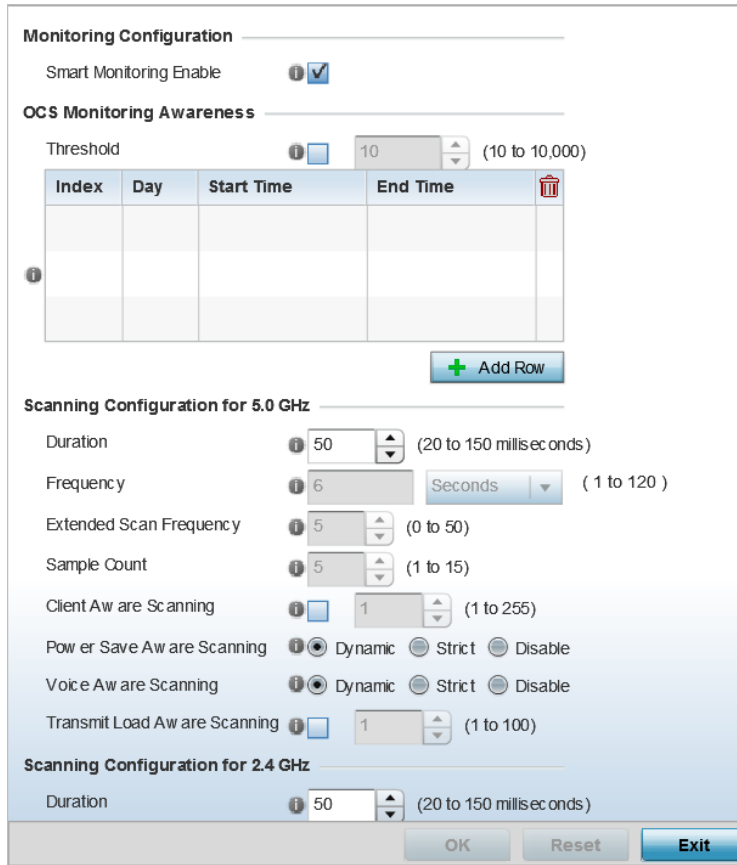 Monitoring Configuration
Smart Monitoring Enable
OCS Monitoring Awareness
Threshold 10 (10 to 10,000)
Index Day Start Time End Time
Add Row
Scanning Configuration for 5.0 GHz
Duration 50 (20 to 150 milliseconds)
Frequency 6 Seconds ( 1 to 120 )
Extended Scan Frequency 5 (0 to 50)
Sample Count 5 (1 to 15)
Client Aware Scanning 1 (1 to 255)
Power Save Aware Scanning Dynamic Strict Disable
Voice Aware Scanning Dynamic Strict Disable
Transmit Load Aware Scanning 1 (1 to 100)
Scanning Configuration for 2.4 GHz
Duration 50 (20 to 150 milliseconds)
OK Reset Exit